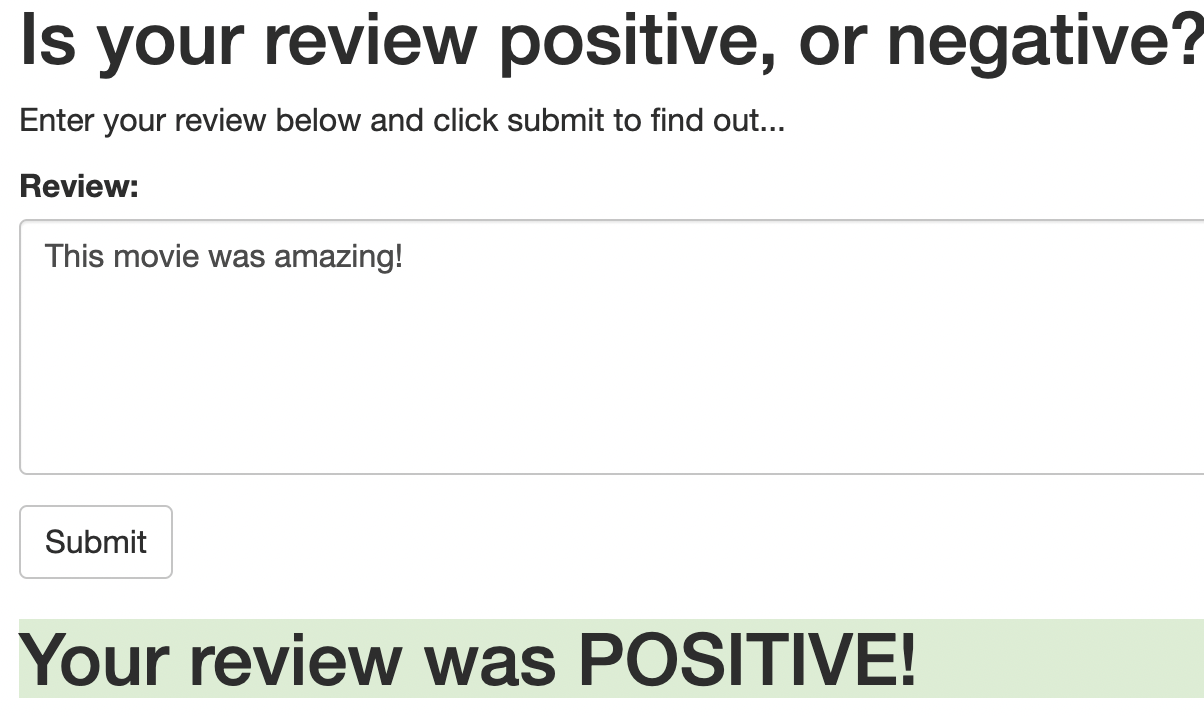 Is your review positive, or negative?
Enter your review below and click submit to find out...
Review:
This movie was amazing!
Submit
Your review was POSITIVE!